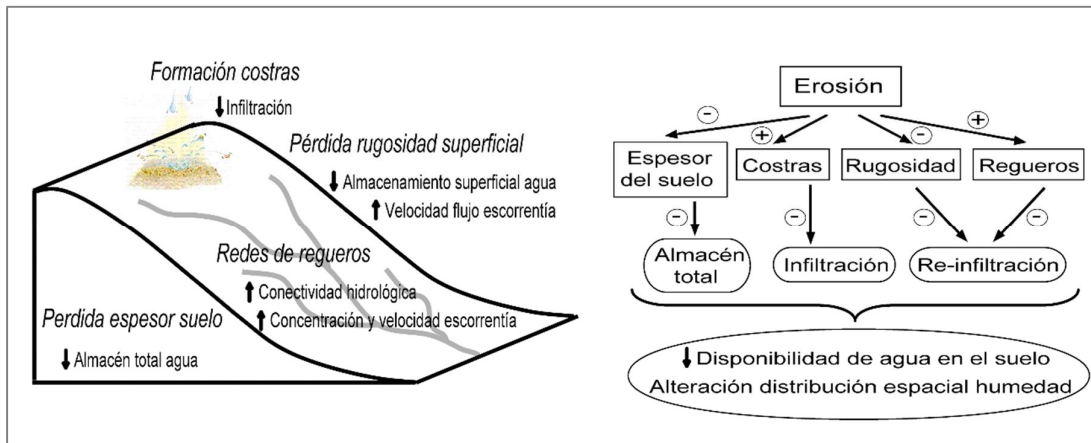 Formación costras
Infiltración
Pérdida rugosidad superficial
Almacenamiento superficial agua
Velocidad flujo escorrentía
Redes de regueros
Conectividad hidrológica
Concentración y velocidad escorrentía
Perdida espesor suelo
Almacén total agua
Erosión
- + - +
Espesor
del suelo
Costras
Rugosidad
Regueros
- - - -
Almacén
total
Infiltración
Re-infiltración
Disponibilidad de agua en el suelo
Alteración distribución espacial humedad